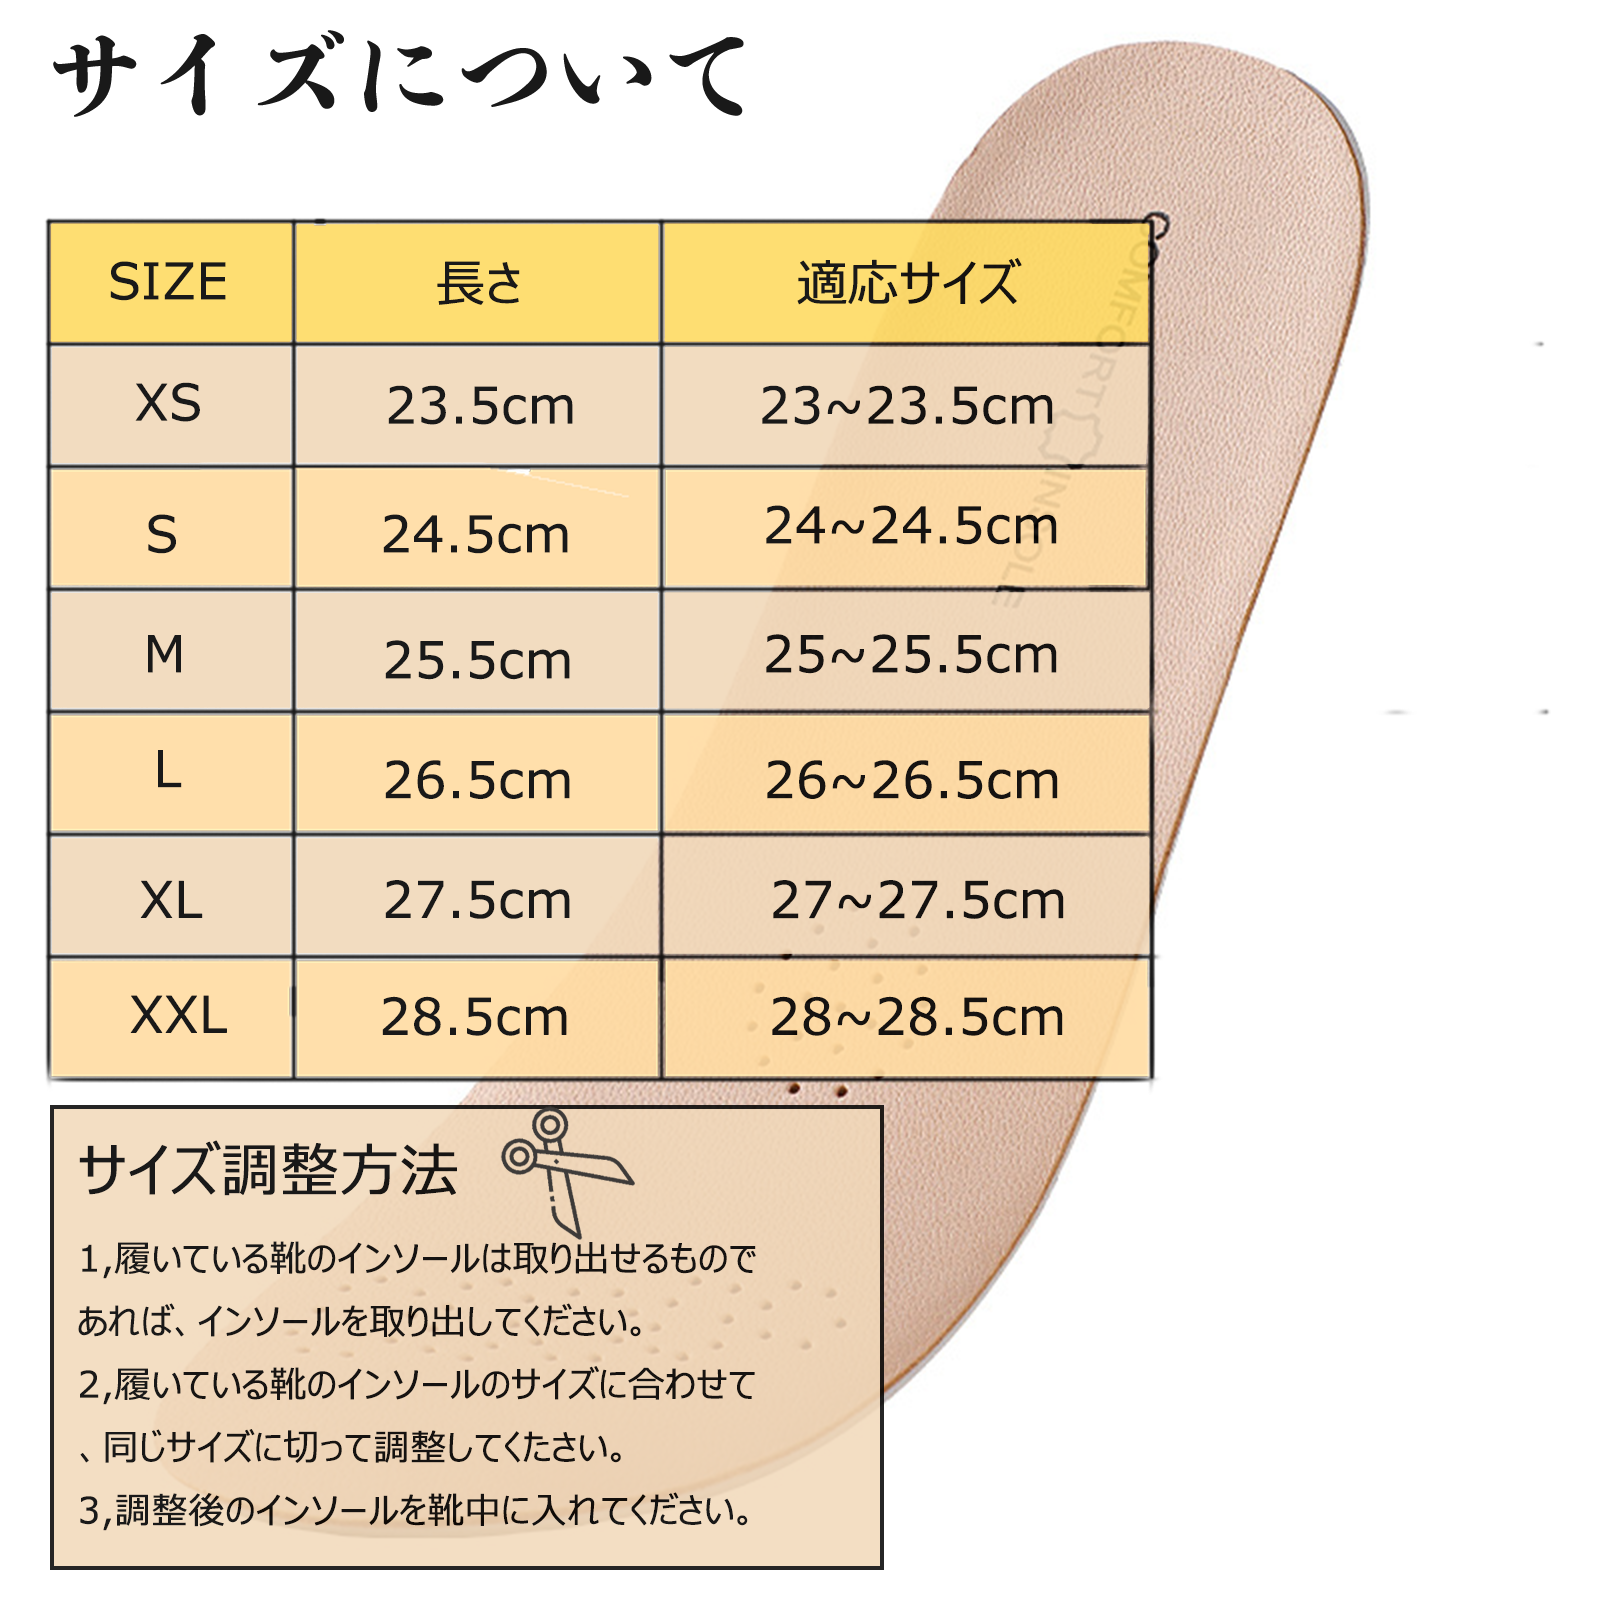 サイズについて
SIZE 長さ 適応サイズ
XS 23.5cm 23~23.5cm
S 24.5cm 24~24.5cm
M 25.5cm 25~25.5cm
L 26.5cm 26~26.5cm
XL 27.5cm 27~27.5cm
XXL 28.5cm 28~28.5cm
COMFORT INSOLE
サイズ調整方法
1,履いている靴のインソールは取り出せるもので
あれば、インソールを取り出してください。
2,履いている靴のインソールのサイズに合わせて
、同じサイズに切って調整してくたさい。
3,調整後のインソールを靴中に入れてください。